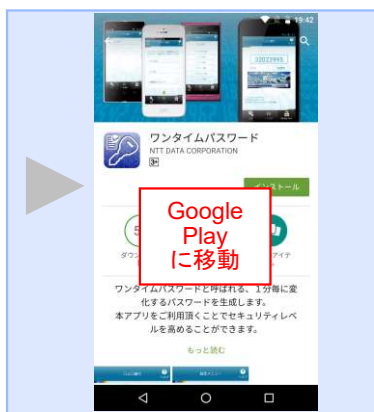 19:42
32033995
ワンタイムパスワード
NTT DATA CORPORATION
3+
インストール
Google
Play
に移動
ワンタイムパスワードと呼ばれる、1分毎に変
化するパスワードを生成します。
本アプリをご利用頂くことでセキュリティレベ
ルを高めることができます。
もっと読む